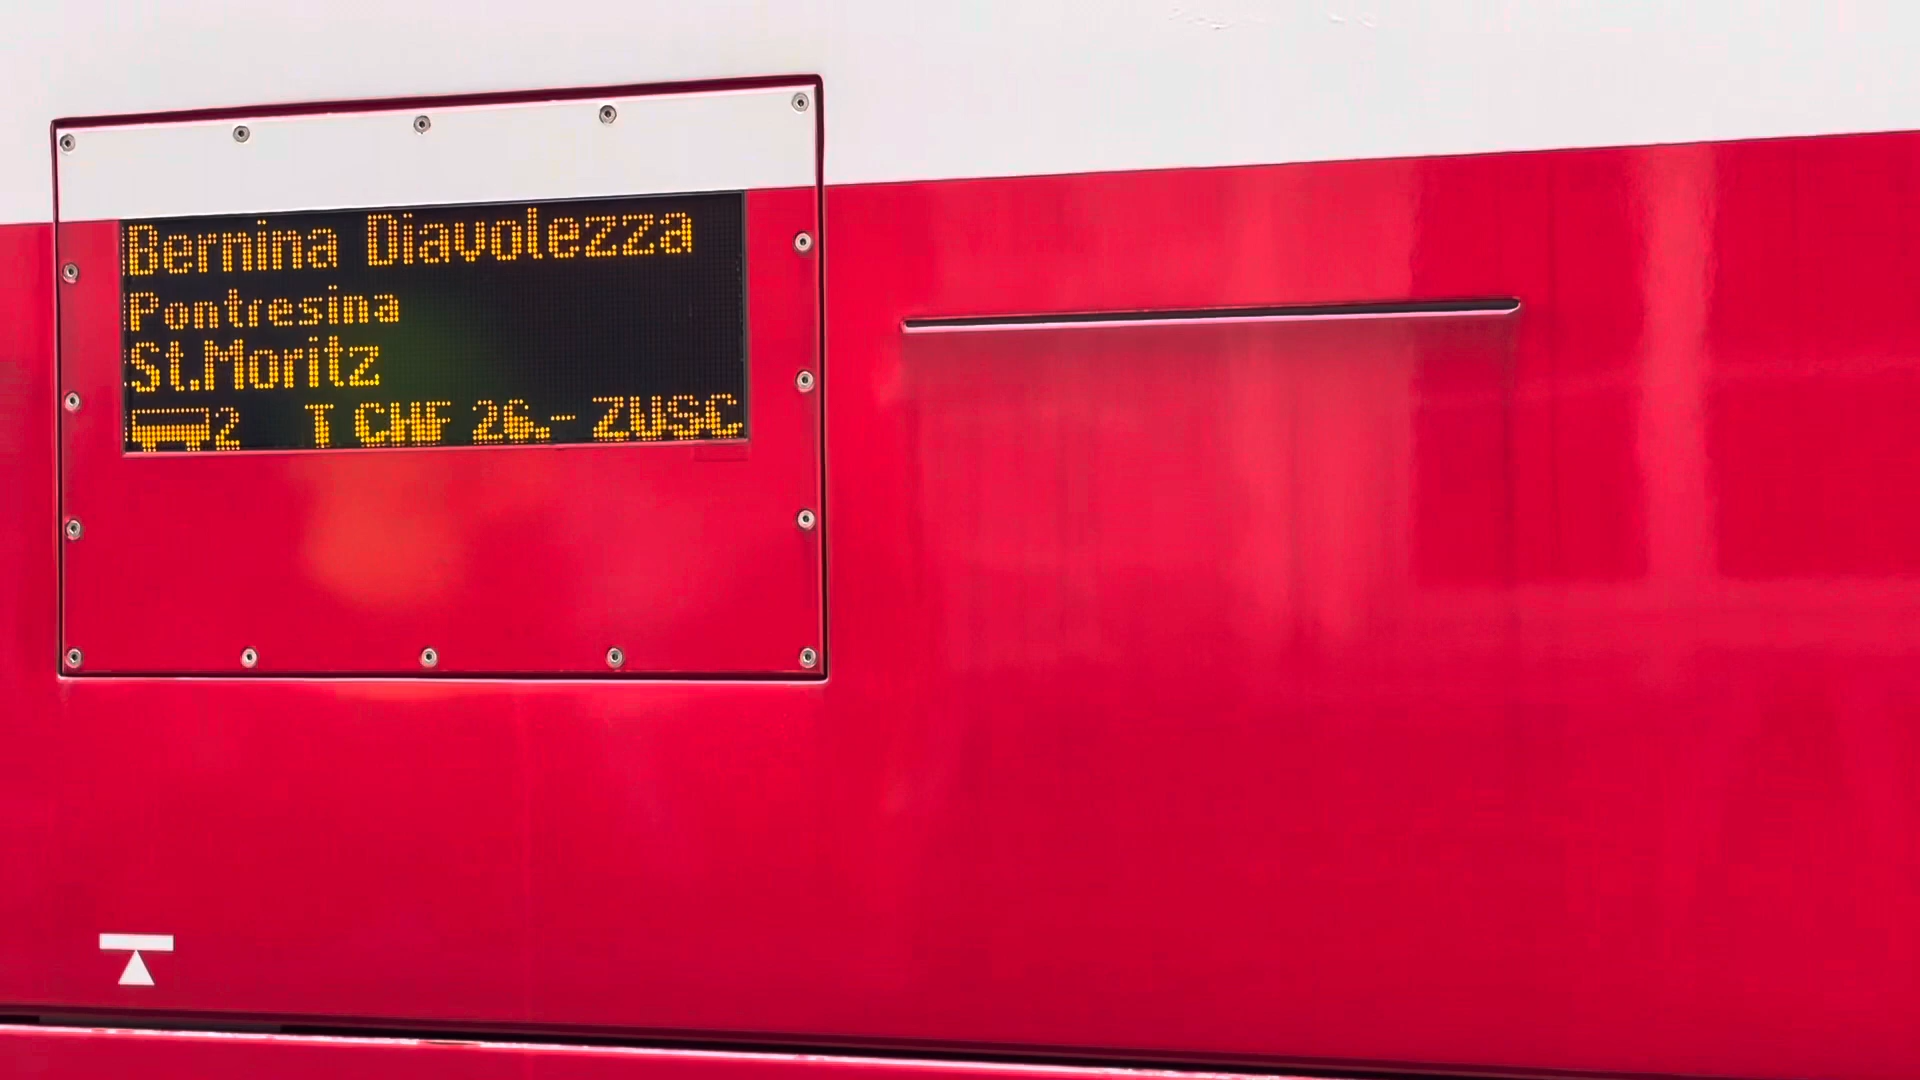 Bernina Diavolezza
Pontresina
St.Moritz
2 T CHF 26.- ZUSC